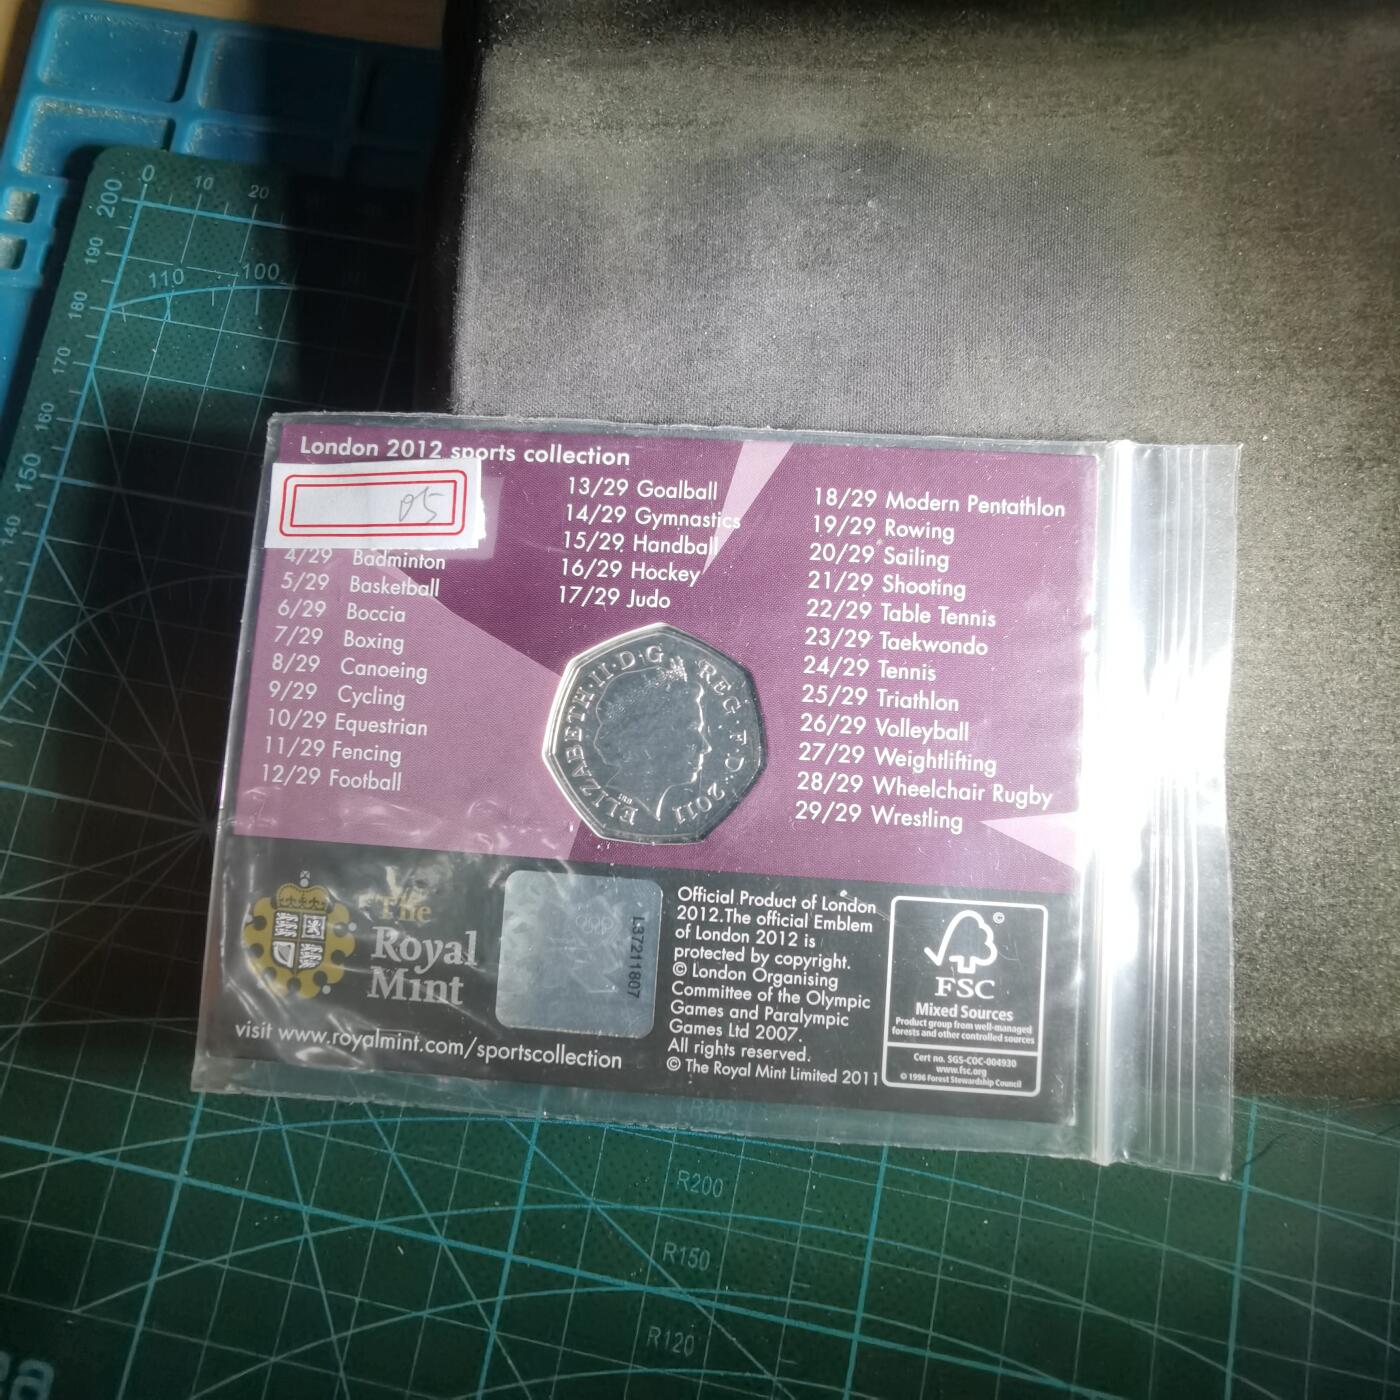 0
10
20
200
190
110
100
180
170
160
150
140
130
London 2012 sports collection
05
4/29 Badminton
5/29 Basketball
6/29 Boccia
7/29 Boxing
8/29 Canoeing
9/29 Cycling
10/29 Equestrian
11/29 Fencing
12/29 Football
13/29 Goalball
14/29 Gymnastics
15/29 Handball
16/29 Hockey
17/29 Judo
18/29 Modern Pentathlon
19/29 Rowing
20/29 Sailing
21/29 Shooting
22/29 Table Tennis
23/29 Taekwondo
24/29 Tennis
25/29 Triathlon
26/29 Volleyball
27/29 Weightlifting
28/29 Wheelchair Rugby
29/29 Wrestling
ELIZABETH·II·D·G REG·F·D·2011
The
Royal
Mint
visit www.royalmint.com/sportscollection
L37211807
Official Product of London
2012.The official Emblem
of London 2012 is
protected by copyright.
© London Organising
Committee of the Olympic
Games and Paralympic
Games Ltd 2007.
All rights reserved.
© The Royal Mint Limited 2011
©
FSC
Mixed Sources
Product group from well-managed
forests and other controlled sources
Cert no. SGS-COC-004930
www.fsc.org
© 1996 Forest Stewardship Council
R200
R150
R120